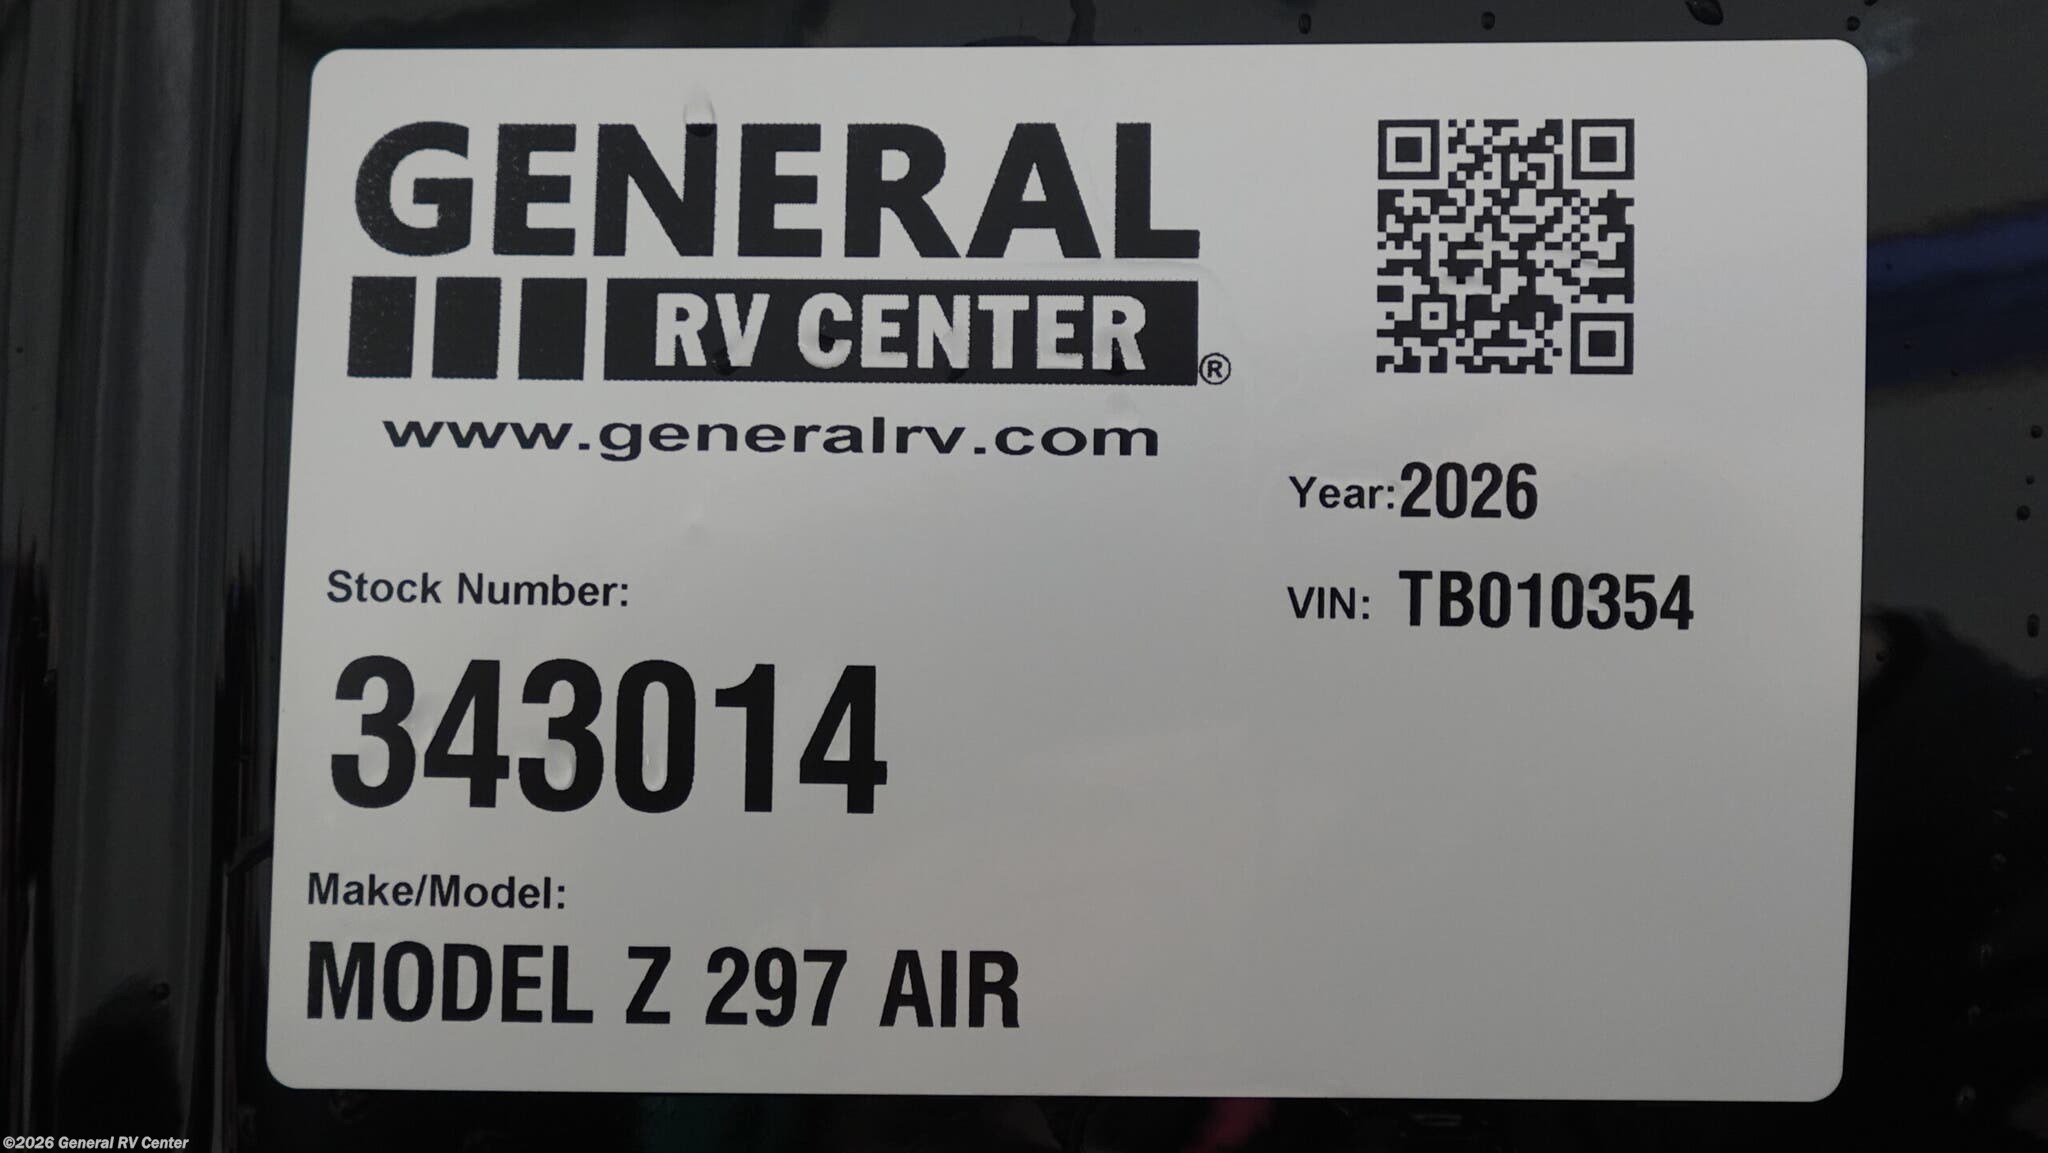 GENERAL
RV CENTER®
www.generalrv.com
Year: 2026
VIN: TB010354
Stock Number:
343014
Make/Model:
MODEL Z 297 AIR
©2026 General RV Center